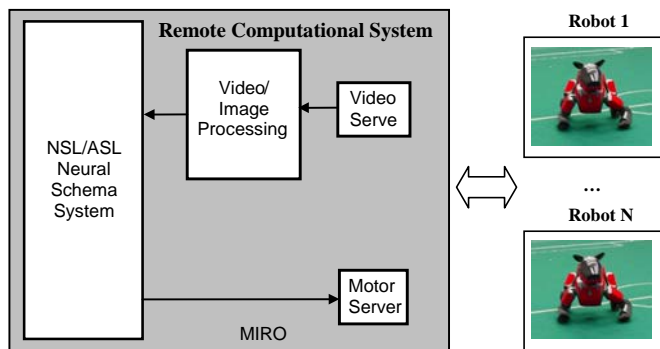 Remote Computational System
NSL/ASL
Neural
Schema
System
Video/
Image
Processing
Video
Serve
Motor
Server
MIRO
Robot 1
...
Robot N